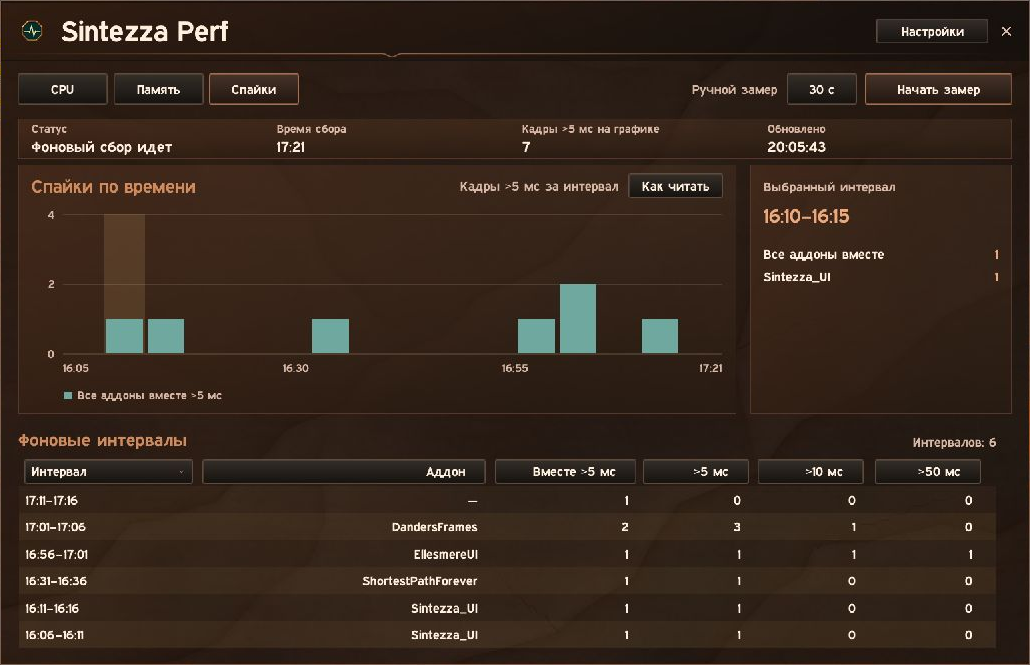 Sintezza Perf
Настройки
CPU Память Спайки Ручной замер 30 с Начать замер
Статус Время сбора Кадры >5 мс на графике Обновлено
Фоновый сбор идет 17:21 7 20:05:43
Спайки по времени Кадры >5 мс за интервал Как читать
4
2
0
16:05 16:30 16:55 17:21
Все аддоны вместе >5 мс
Выбранный интервал
16:10–16:15
Все аддоны вместе 1
Sintezza_UI 1
Фоновые интервалы Интервалов: 6
Интервал Аддон Вместе >5 мс >5 мс >10 мс >50 мс
17:11–17:16 — 1 0 0 0
17:01–17:06 DandersFrames 2 3 1 0
16:56–17:01 EllesmereUI 1 1 1 1
16:31–16:36 ShortestPathForever 1 1 0 0
16:11–16:16 Sintezza_UI 1 1 0 0
16:06–16:11 Sintezza_UI 1 1 0 0